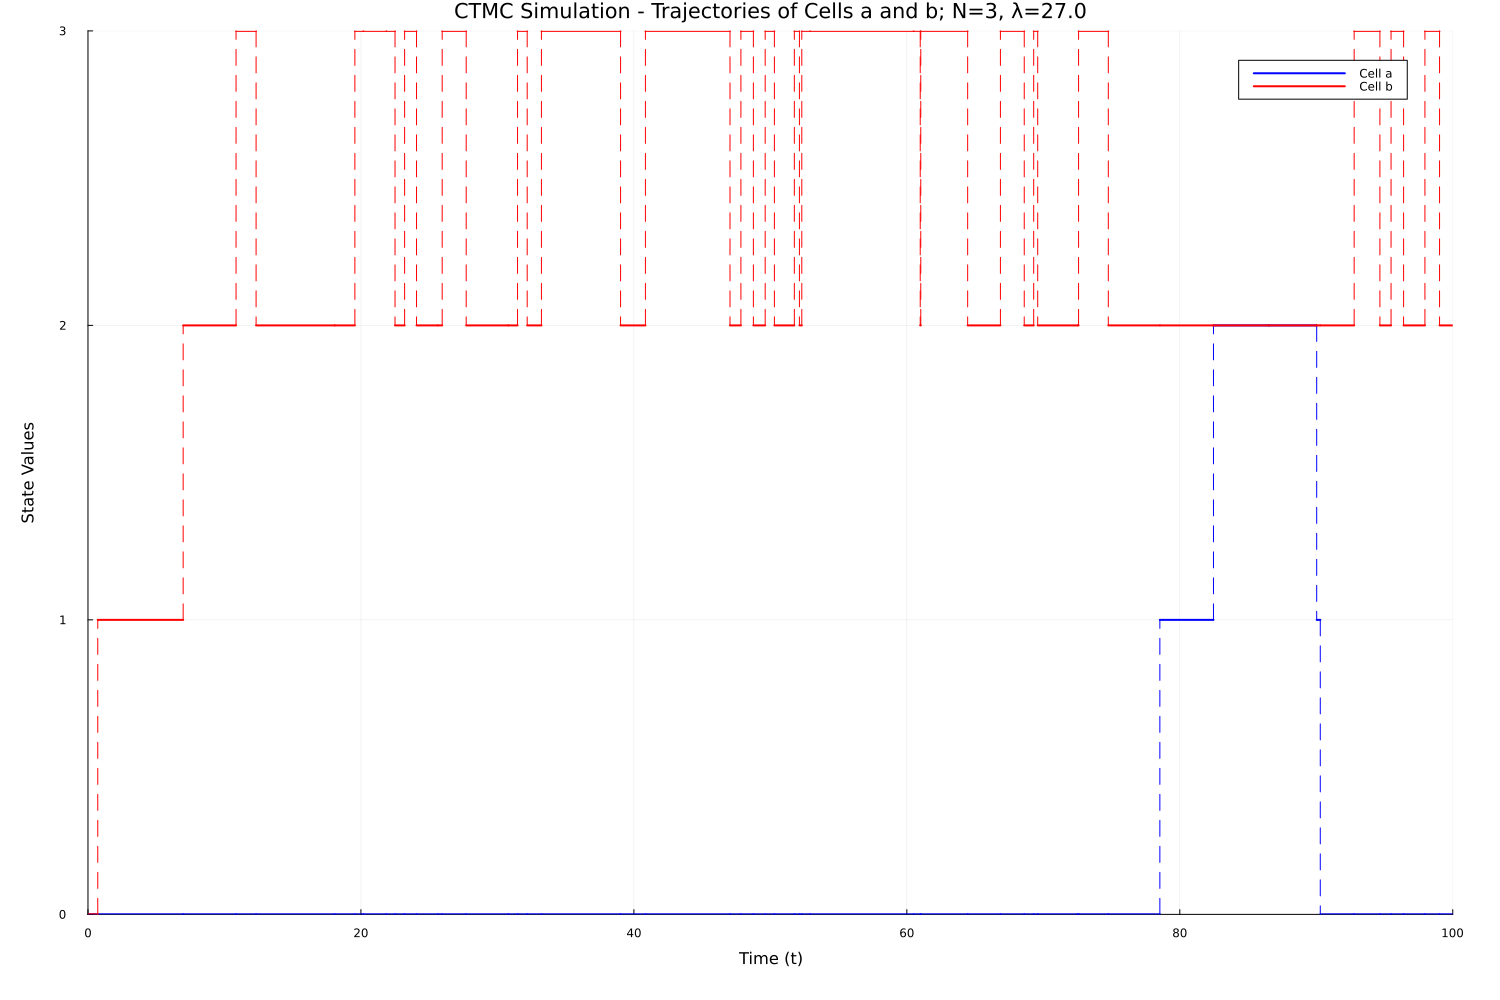 CTMC Simulation - Trajectories of Cells a and b; N=3, λ=27.0
3
Cell a
Cell b
2
State Values
1
0
0 20 40 60 80 100
Time (t)